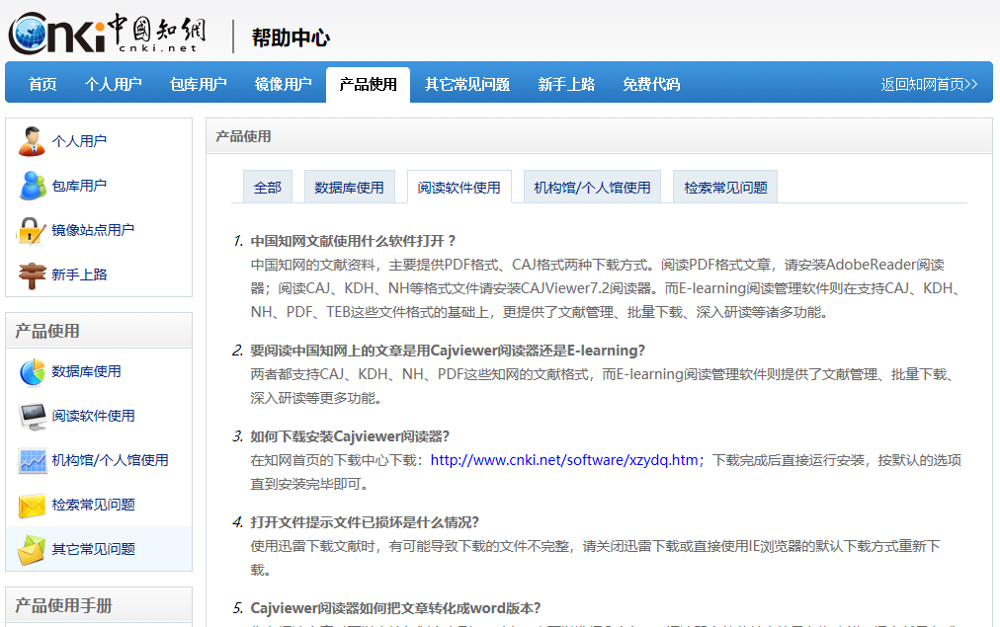 cnki中國知網
cnki.net
帮助中心
首页 个人用户 包库用户 镜像用户 产品使用 其它常见问题 新手上路 免费代码 返回知网首页>>
个人用户
包库用户
镜像站点用户
新手上路
产品使用
数据库使用
阅读软件使用
机构馆/个人馆使用
检索常见问题
其它常见问题
产品使用手册
产品使用
全部 数据库使用 阅读软件使用 机构馆/个人馆使用 检索常见问题
1. 中国知网文献使用什么软件打开？
中国知网的文献资料，主要提供PDF格式、CAJ格式两种下载方式。阅读PDF格式文章，请安装AdobeReader阅读
器；阅读CAJ、KDH、NH等格式文件请安装CAJViewer7.2阅读器。而E-learning阅读管理软件则在支持CAJ、KDH、
NH、PDF、TEB这些文件格式的基础上，更提供了文献管理、批量下载、深入研读等诸多功能。
2. 要阅读中国知网上的文章是用Cajviewer阅读器还是E-learning?
两者都支持CAJ、KDH、NH、PDF这些知网的文献格式，而E-learning阅读管理软件则提供了文献管理、批量下载、
深入研读等更多功能。
3. 如何下载安装Cajviewer阅读器?
在知网首页的下载中心下载：http://www.cnki.net/software/xzydq.htm；下载完成后直接运行安装，按默认的选项
直到安装完毕即可。
4. 打开文件提示文件已损坏是什么情况?
使用迅雷下载文献时，有可能导致下载的文件不完整，请关闭迅雷下载或直接使用IE浏览器的默认下载方式重新下
载。
5. Cajviewer阅读器如何把文章转化成word版本?